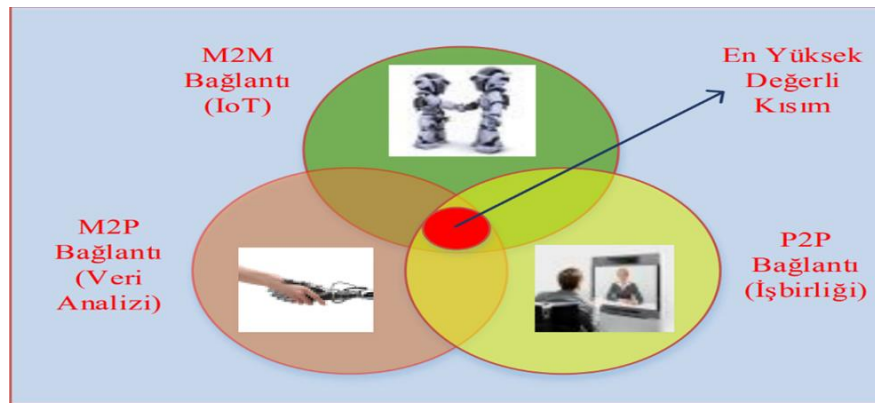 M2M
Bağlantı
(IoT)
En Yüksek
Değerli
Kısım
M2P
Bağlantı
(Veri
Analizi)
P2P
Bağlantı
(İşbirliği)